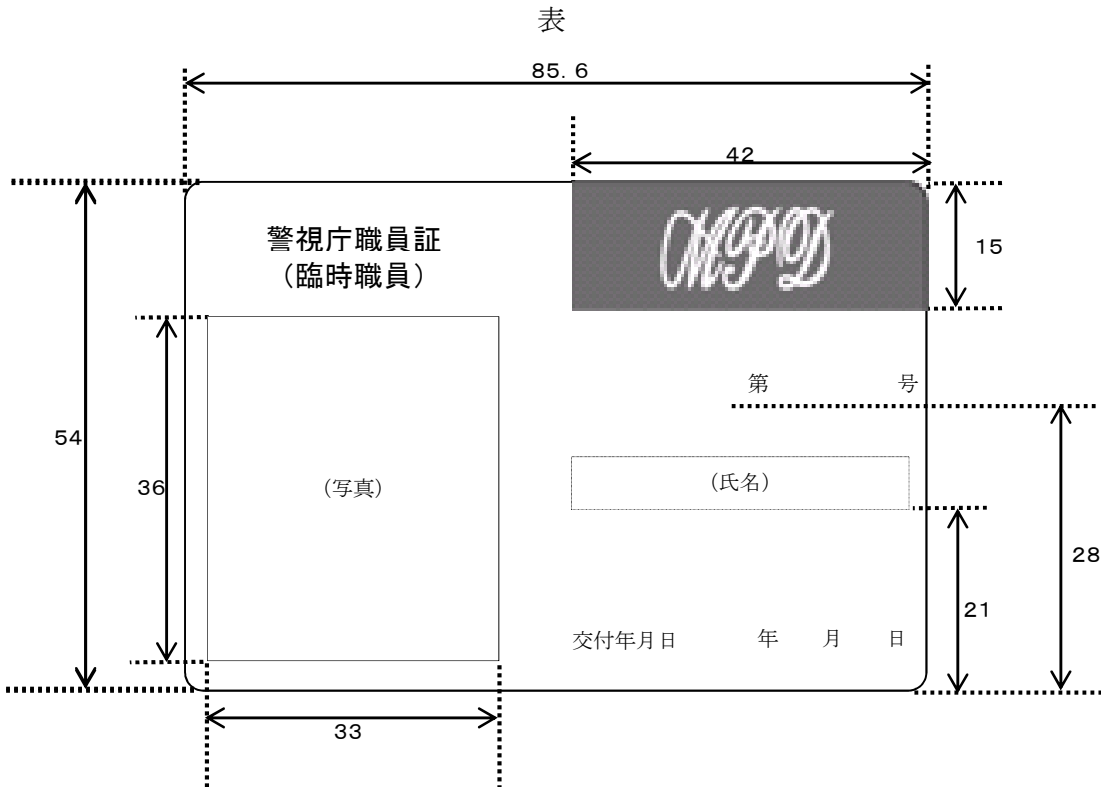 表
85.6
42
警視庁職員証
（臨時職員）
MPD
15
第 号
54
36
（写真）
（氏名）
28
21
交付年月日 年 月 日
33